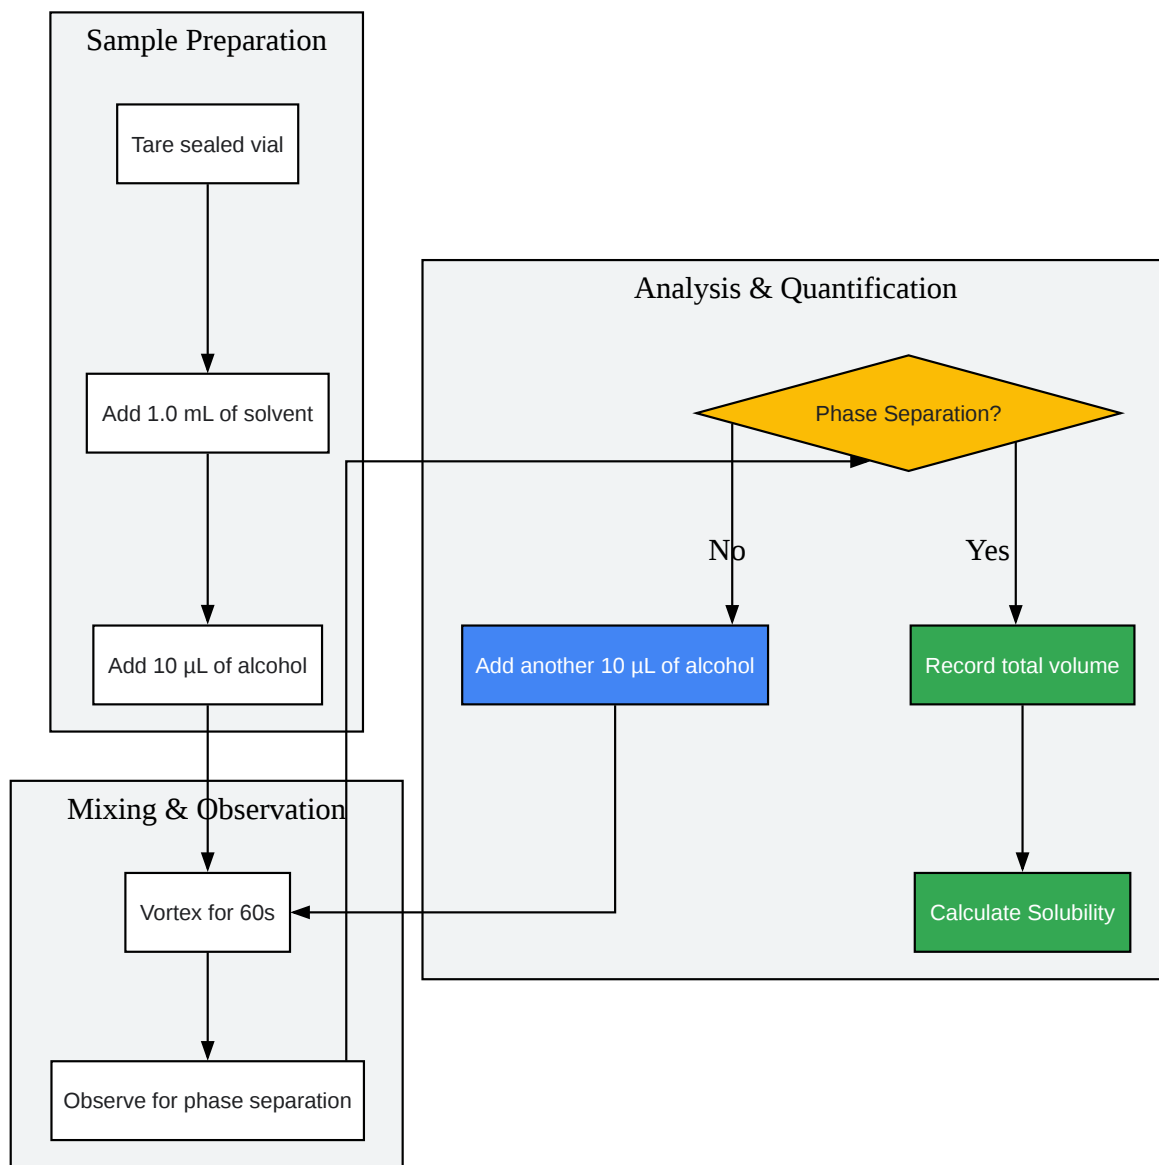 Sample Preparation
Tare sealed vial
Add 1.0 mL of solvent
Add 10 µL of alcohol
Mixing & Observation
Vortex for 60s
Observe for phase separation
Analysis & Quantification
Phase Separation?
No
Yes
Add another 10 µL of alcohol
Record total volume
Calculate Solubility